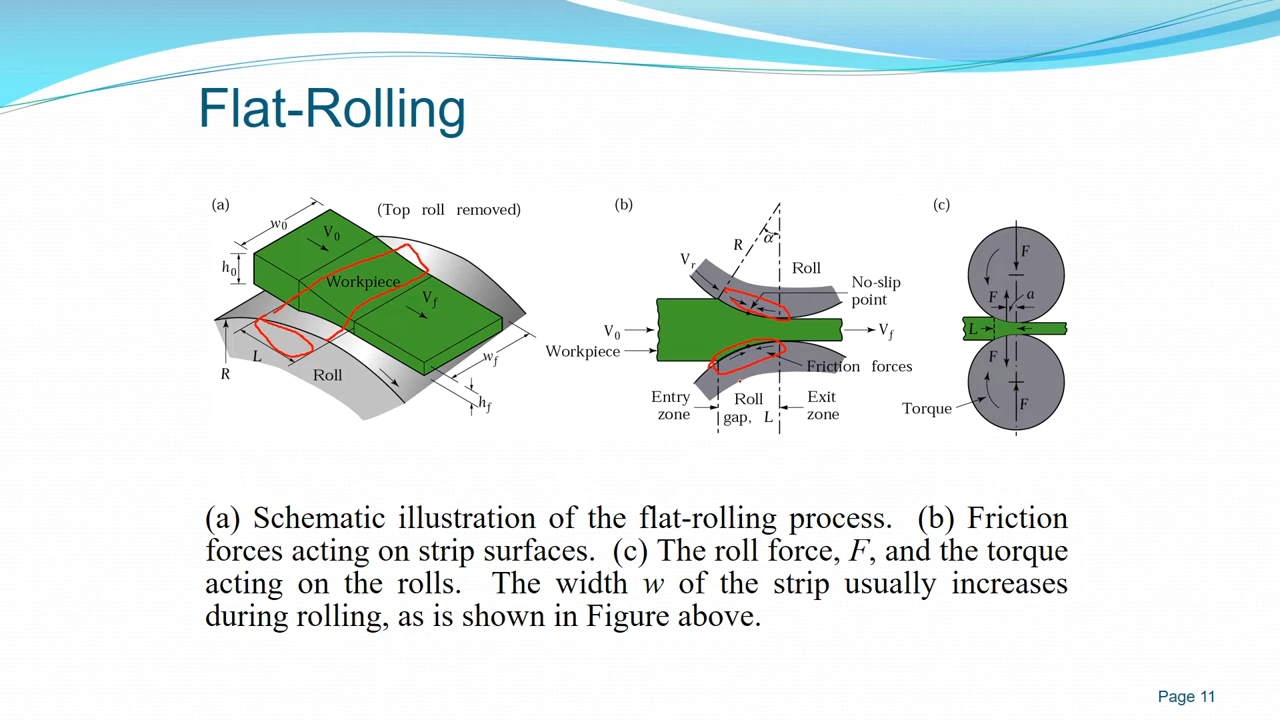 Flat-Rolling
(a)
(Top roll removed)
w0
V0
h0
Workpiece
Vf
L
R
Roll
wf
hf
(b)
R
α
Vr
Roll
No-slip
point
V0
Vf
Workpiece
Friction forces
Entry
zone
Roll
gap, L
Exit
zone
(c)
F
F
a
L
F
Torque
F
(a) Schematic illustration of the flat-rolling process. (b) Friction
forces acting on strip surfaces. (c) The roll force, F, and the torque
acting on the rolls. The width w of the strip usually increases
during rolling, as is shown in Figure above.
Page 11